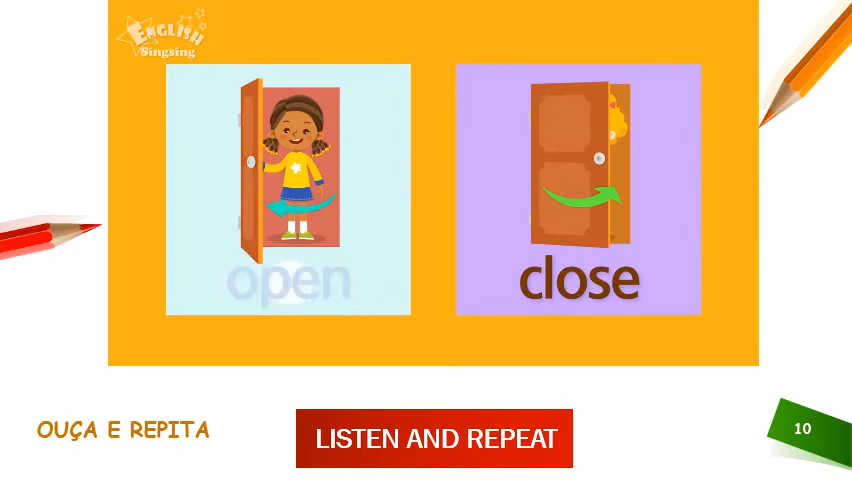 ENGLISH
Singsing
open
close
OUÇA E REPITA
LISTEN AND REPEAT
10